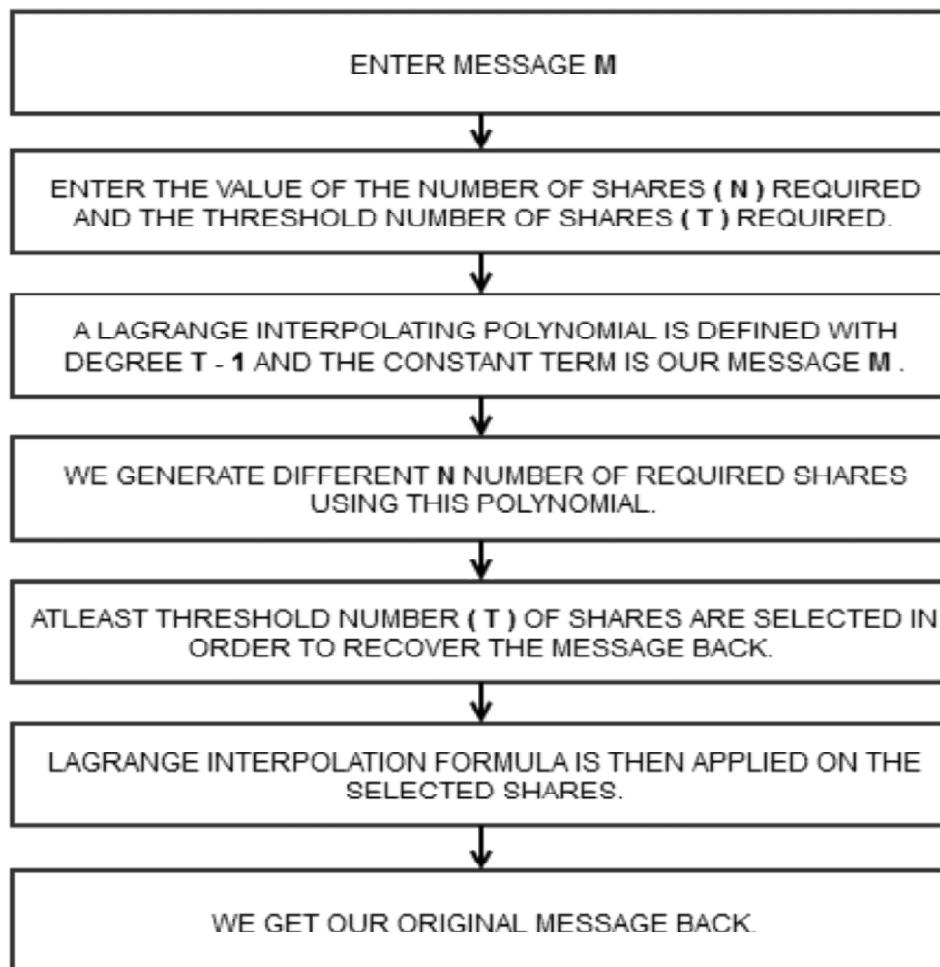 ENTER MESSAGE M
ENTER THE VALUE OF THE NUMBER OF SHARES ( N ) REQUIRED
AND THE THRESHOLD NUMBER OF SHARES ( T ) REQUIRED.
A LAGRANGE INTERPOLATING POLYNOMIAL IS DEFINED WITH
DEGREE T - 1 AND THE CONSTANT TERM IS OUR MESSAGE M .
WE GENERATE DIFFERENT N NUMBER OF REQUIRED SHARES
USING THIS POLYNOMIAL.
ATLEAST THRESHOLD NUMBER ( T ) OF SHARES ARE SELECTED IN
ORDER TO RECOVER THE MESSAGE BACK.
LAGRANGE INTERPOLATION FORMULA IS THEN APPLIED ON THE
SELECTED SHARES.
WE GET OUR ORIGINAL MESSAGE BACK.